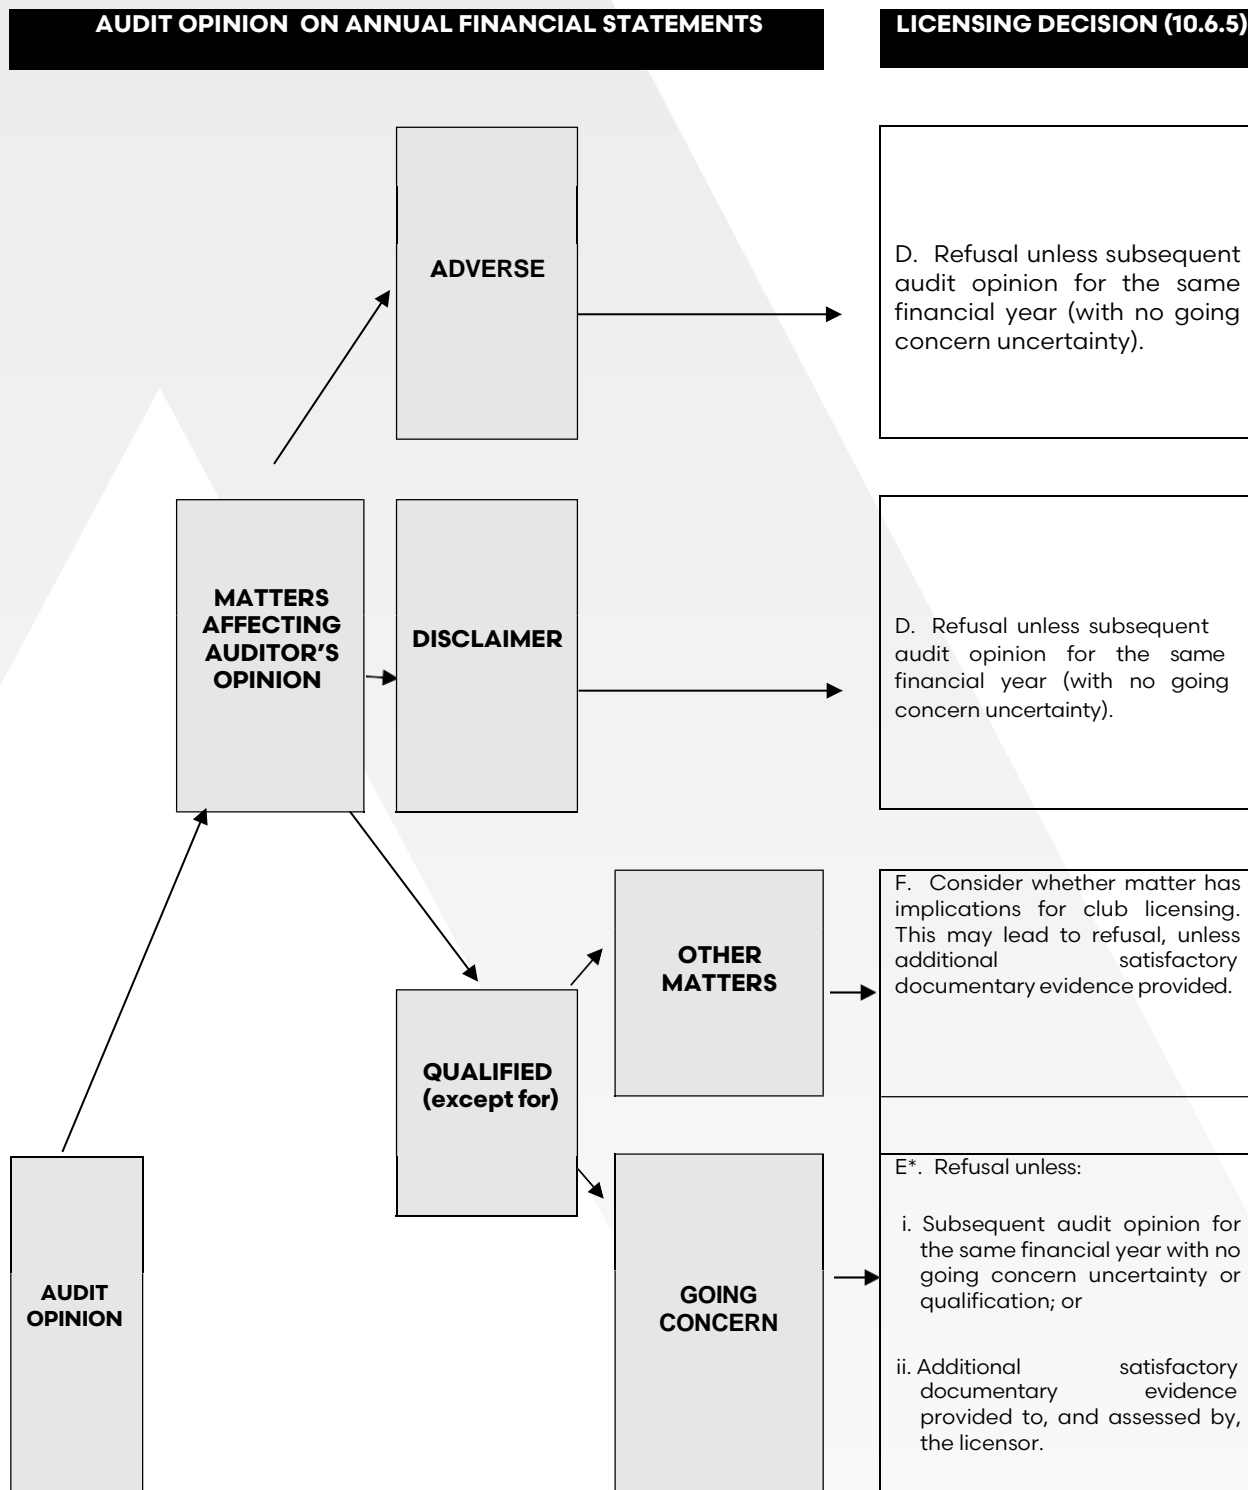 AUDIT OPINION ON ANNUAL FINANCIAL STATEMENTS
LICENSING DECISION (10.6.5)
ADVERSE
D. Refusal unless subsequent
audit opinion for the same
financial year (with no going
concern uncertainty).
MATTERS
AFFECTING
AUDITOR’S
OPINION
DISCLAIMER
D. Refusal unless subsequent
audit opinion for the same
financial year (with no going
concern uncertainty).
OTHER
MATTERS
F. Consider whether matter has
implications for club licensing.
This may lead to refusal, unless
additional satisfactory
documentary evidence provided.
QUALIFIED
(except for)
AUDIT
OPINION
GOING
CONCERN
E*. Refusal unless:
i. Subsequent audit opinion for
the same financial year with no
going concern uncertainty or
qualification; or
ii. Additional satisfactory
documentary evidence
provided to, and assessed by,
the licensor.